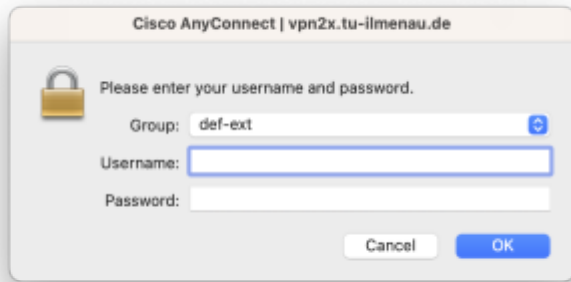 Cisco AnyConnect | vpn2x.tu-ilmenau.de
Please enter your username and password.
Group: def-ext
Username:
Password:
Cancel OK